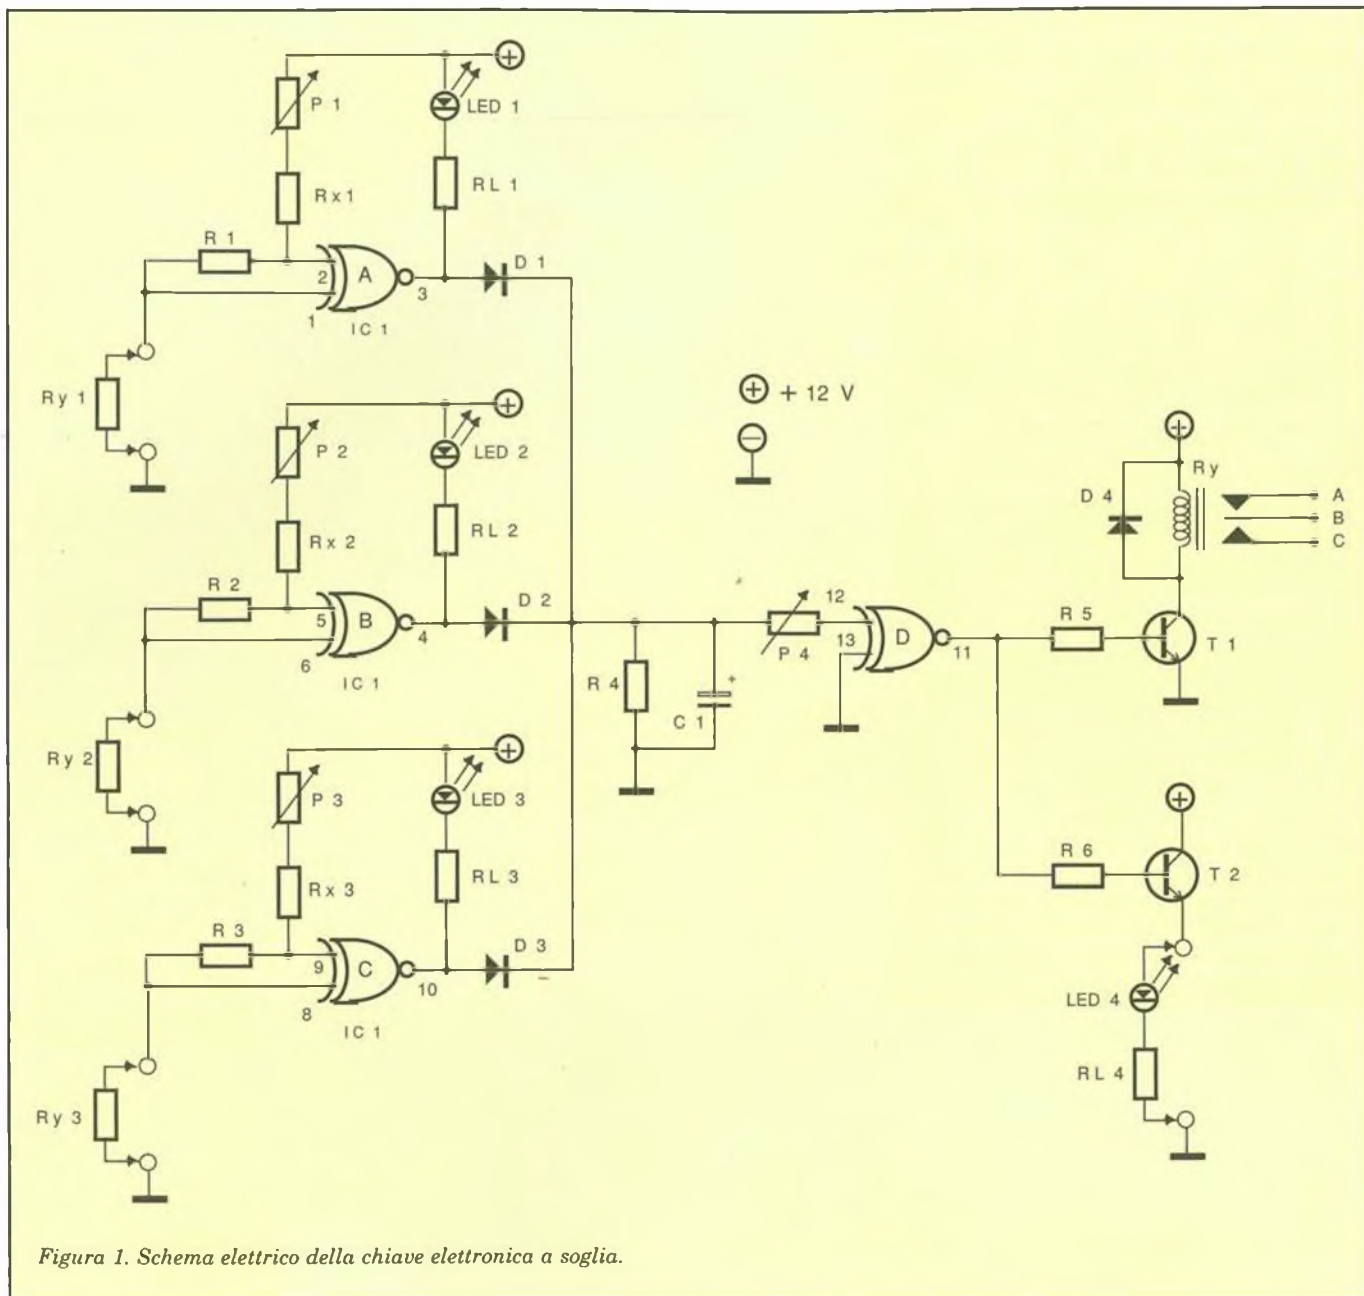 P 1
LED 1
Rx 1
RL 1
R 1
2
A
3
D 1
1
IC 1
Ry 1
P 2
LED 2
+ 12 V
Rx 2
RL 2
R 2
5
B
4
D 2
6
IC 1
Ry 2
P 3
LED 3
Rx 3
RL 3
R 3
9
C
10
D 3
8
IC 1
Ry 3
R 4
C 1
+
P 4
12
13
D
11
R 5
T 1
D 4
Ry
A
B
C
R 6
T 2
LED 4
RL 4
Figura 1. Schema elettrico della chiave elettronica a soglia.